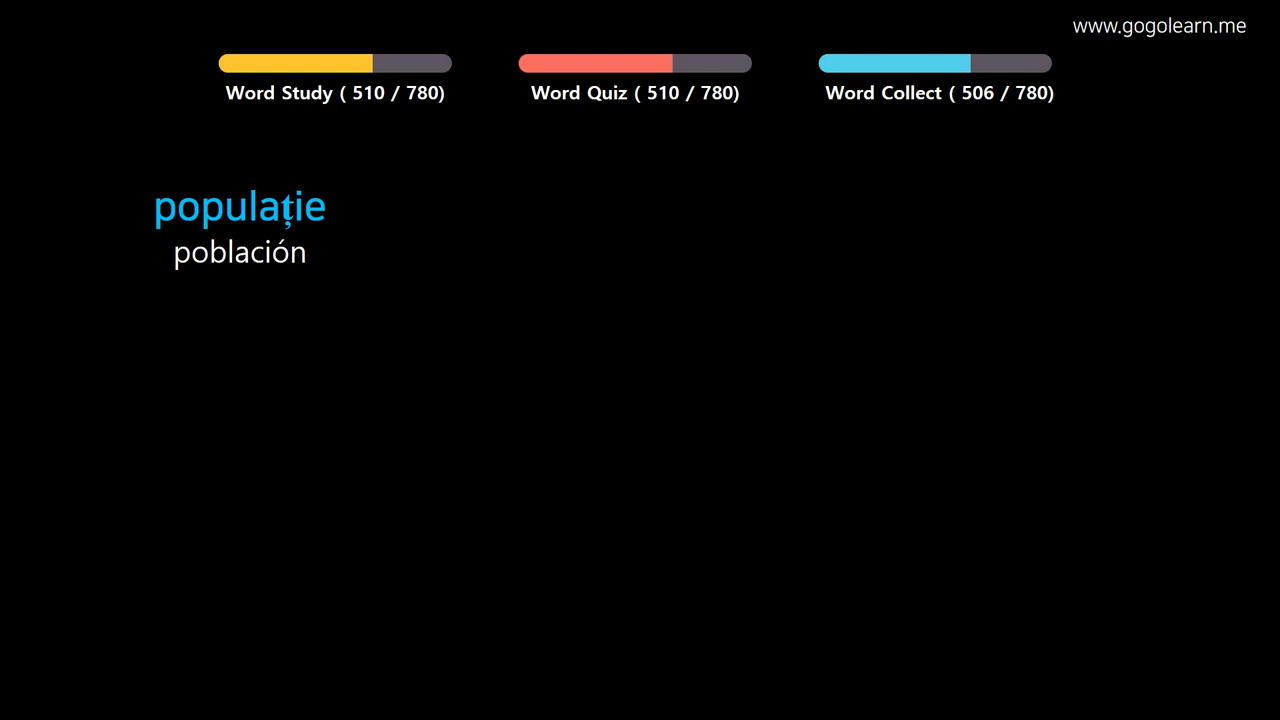 www.gogolearn.me
Word Study ( 510 / 780)
Word Quiz ( 510 / 780)
Word Collect ( 506 / 780)
populație
población